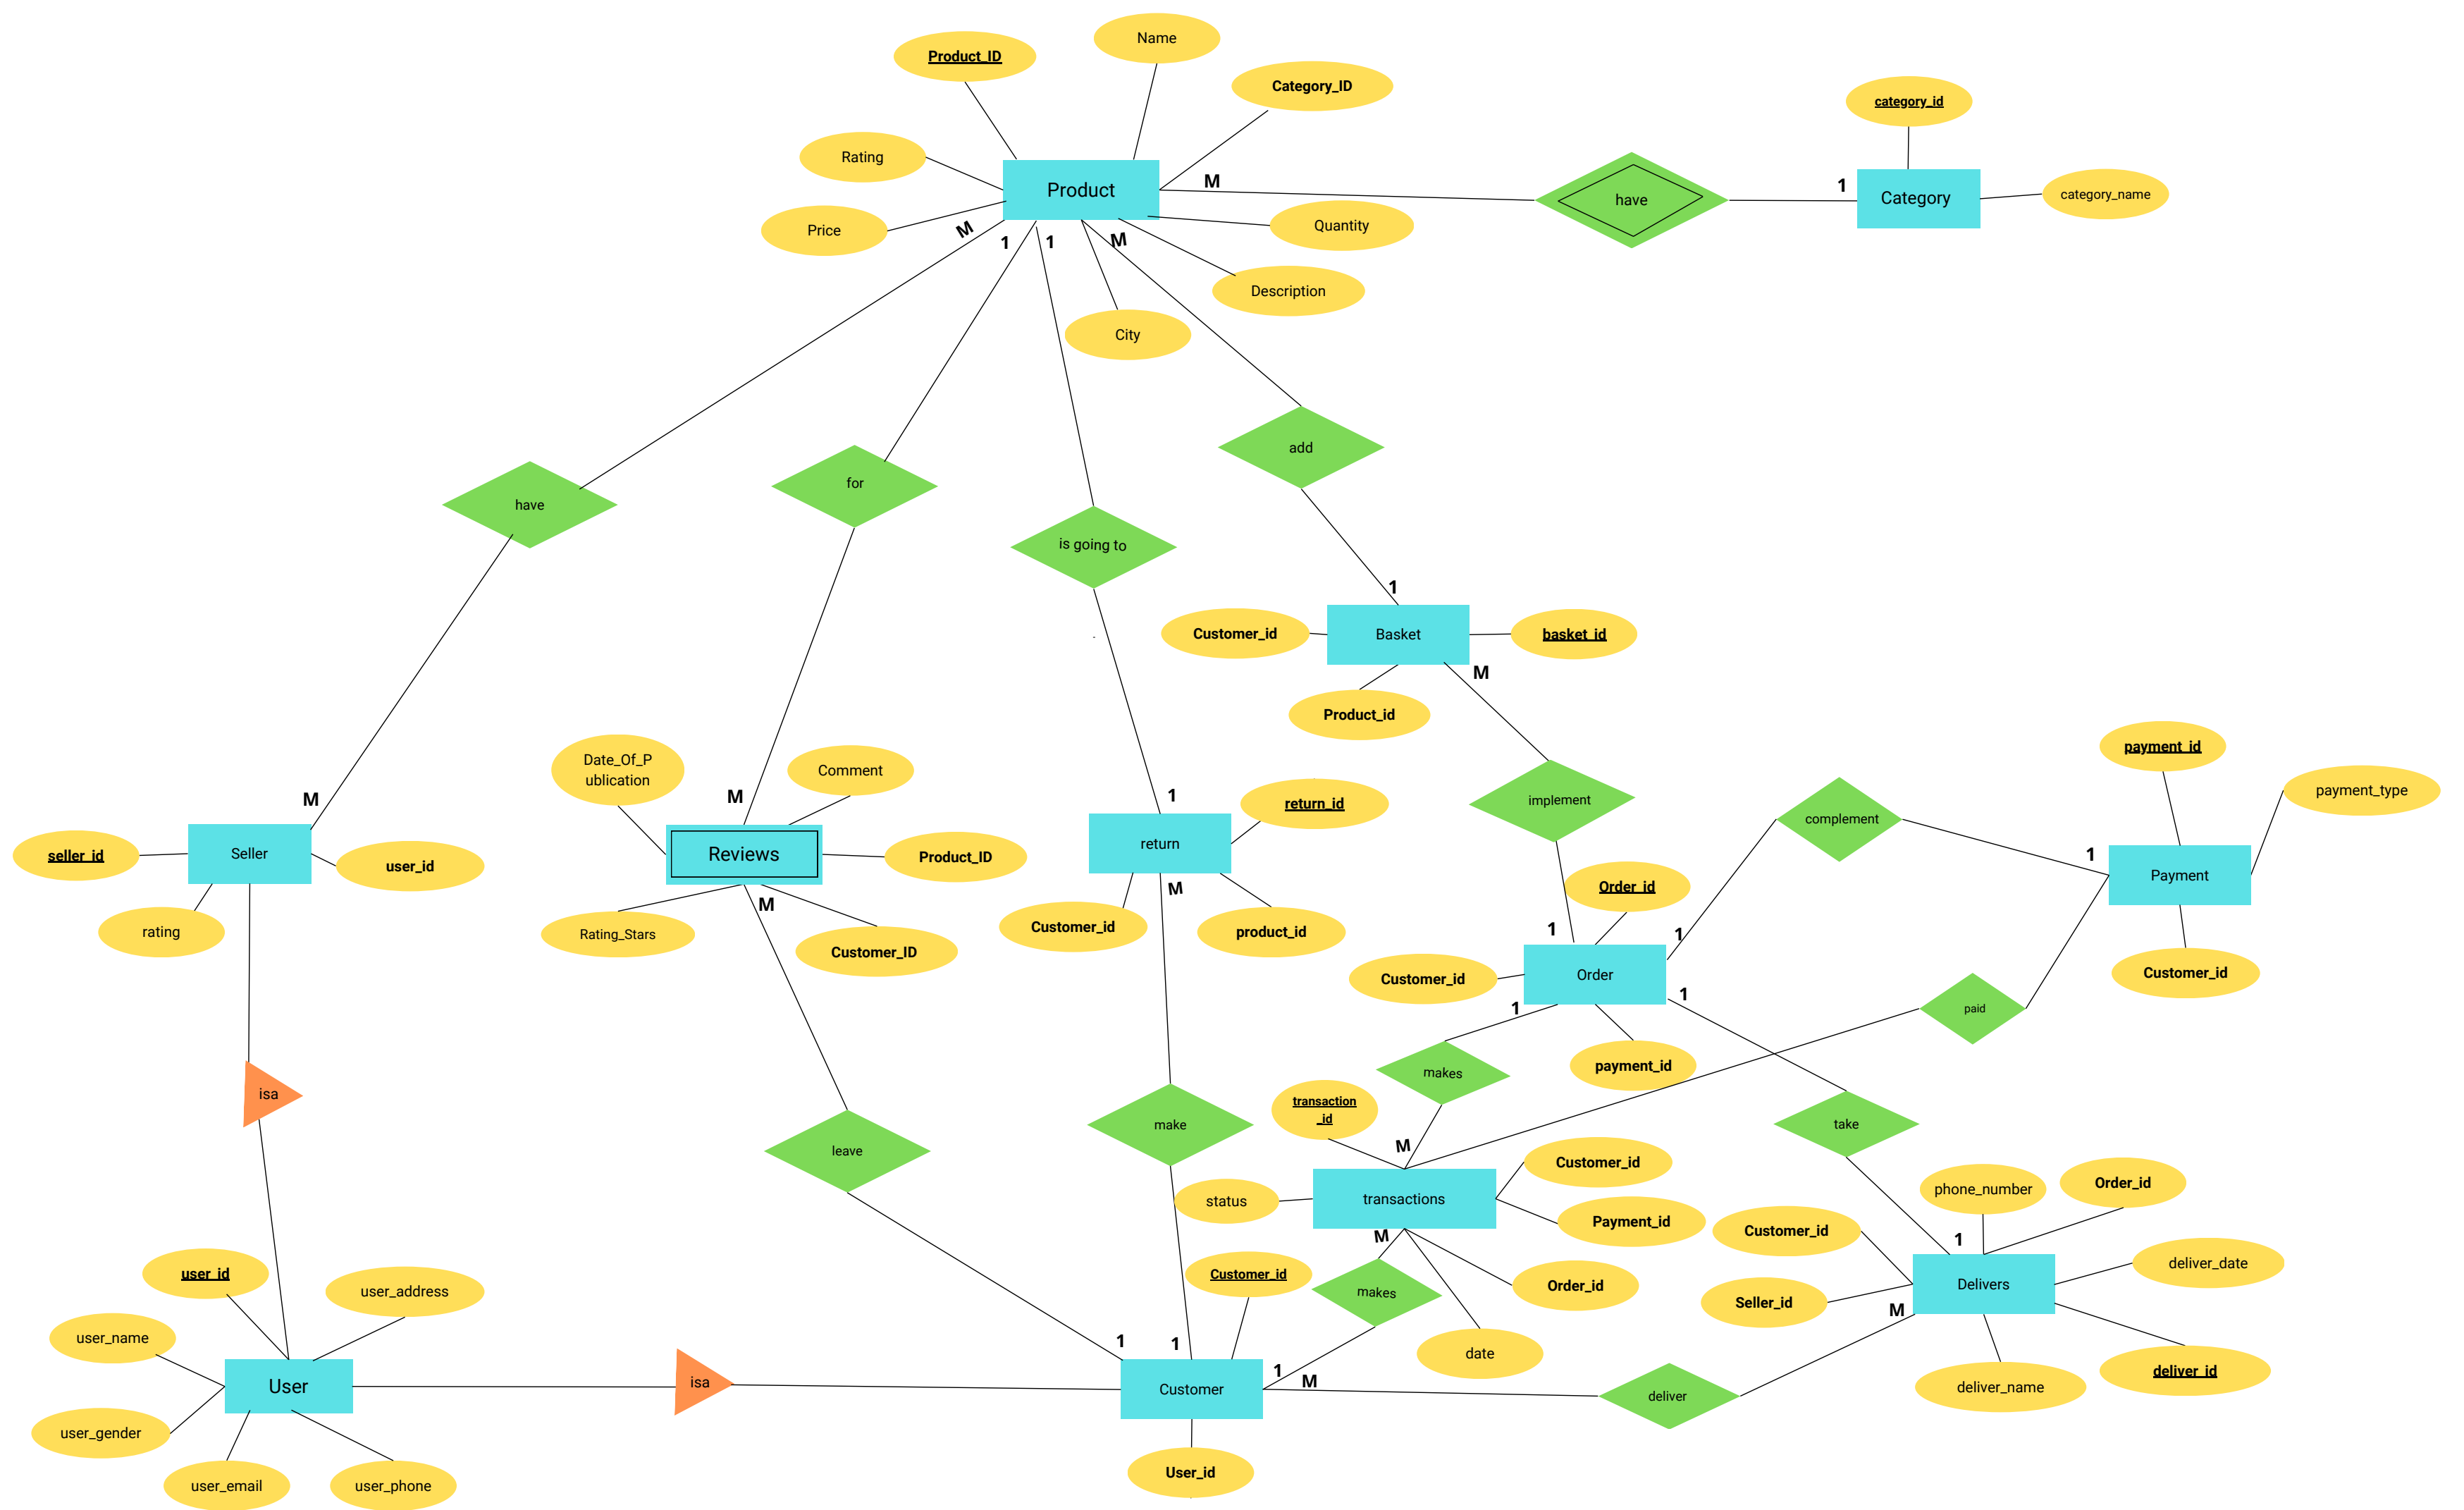 Name
Product_ID
Category_ID
category_id
Rating
Product
M
have
1
Category
category_name
Price
M
1
1
M
Quantity
Description
City
add
for
have
is going to
1
Customer_id
Basket
basket_id
M
Product_id
Date_Of_P
ublication
Comment
payment_id
payment_type
M
M
1
return_id
implement
complement
seller_id
Seller
user_id
Reviews
Product_ID
return
1
Payment
M
Order_id
M
rating
Rating_Stars
Customer_ID
Customer_id
product_id
1
1
Customer_id
Order
Customer_id
1
1
paid
payment_id
makes
isa
transaction
_id
make
take
leave
M
Customer_id
status
transactions
phone_number
Order_id
Payment_id
Customer_id
M
1
user_id
user_address
Customer_id
makes
Order_id
Seller_id
Delivers
deliver_date
M
user_name
1
1
date
1
M
deliver_id
User
isa
Customer
deliver
deliver_name
user_gender
user_email
user_phone
User_id